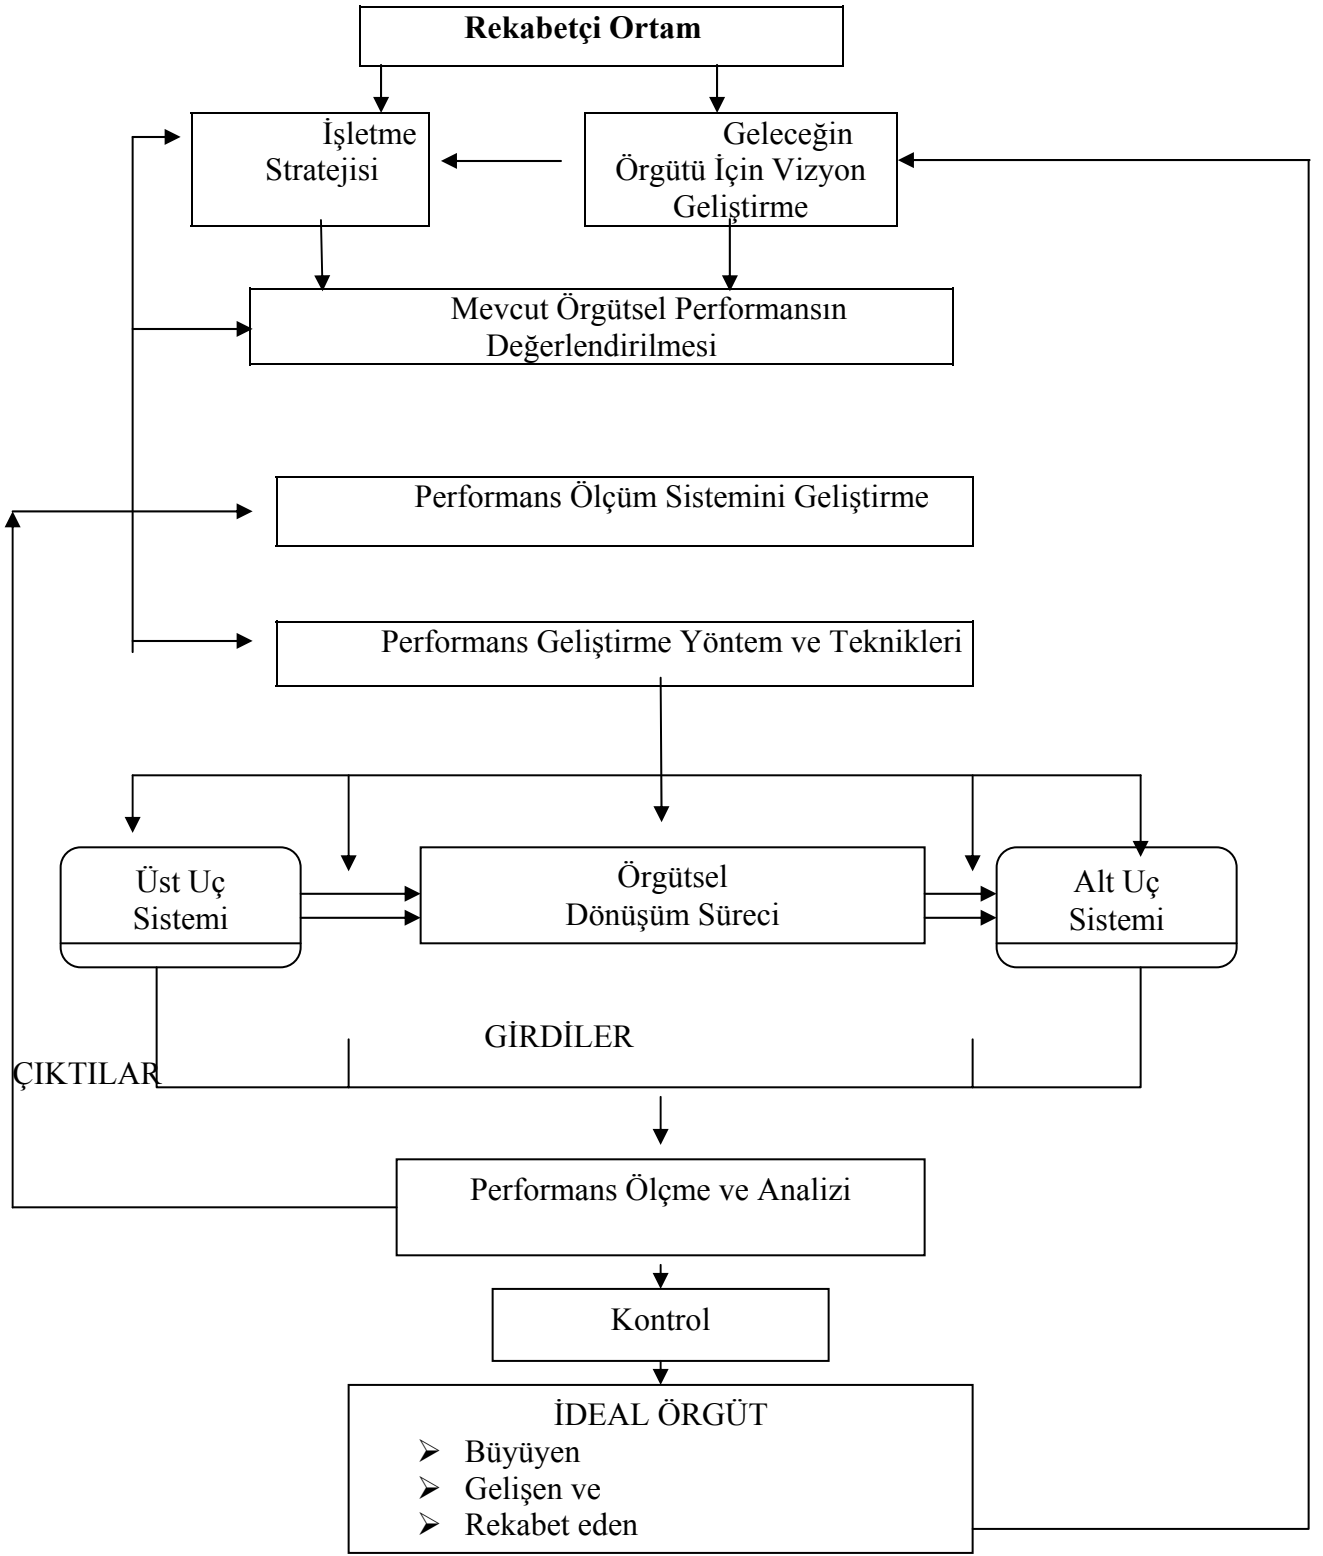 Rekabetçi Ortam
İşletme
Stratejisi
Geleceğin
Örgütü İçin Vizyon
Geliştirme
Mevcut Örgütsel Performansın
Değerlendirilmesi
Performans Ölçüm Sistemini Geliştirme
Performans Geliştirme Yöntem ve Teknikleri
Üst Uç
Sistemi
Örgütsel
Dönüşüm Süreci
Alt Uç
Sistemi
GİRDİLER
ÇIKTILAR
Performans Ölçme ve Analizi
Kontrol
İDEAL ÖRGÜT
➢ Büyüyen
➢ Gelişen ve
➢ Rekabet eden